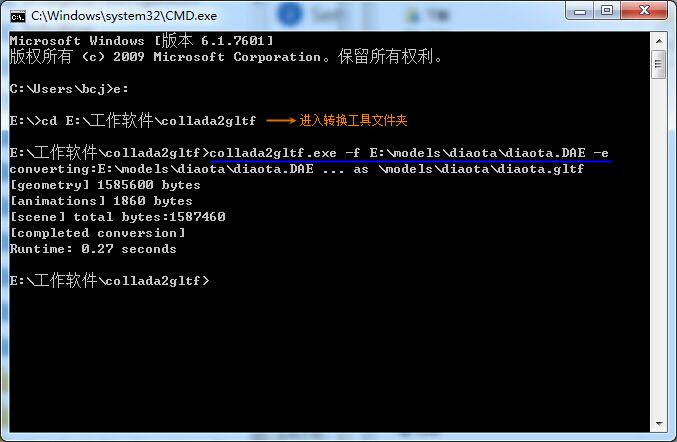 C:\Windows\system32\CMD.exe
Microsoft Windows [版本 6.1.7601]
版权所有 (c) 2009 Microsoft Corporation。保留所有权利。
C:\Users\bcj>e:
E:\>cd E:\工作软件\collada2gltf 进入转换工具文件夹
E:\工作软件\collada2gltf>collada2gltf.exe -f E:\models\diaota\diaota.DAE -e
converting:E:\models\diaota\diaota.DAE ... as \models\diaota\diaota.gltf
[geometry] 1585600 bytes
[animations] 1860 bytes
[scene] total bytes:1587460
[completed conversion]
Runtime: 0.27 seconds
E:\工作软件\collada2gltf>